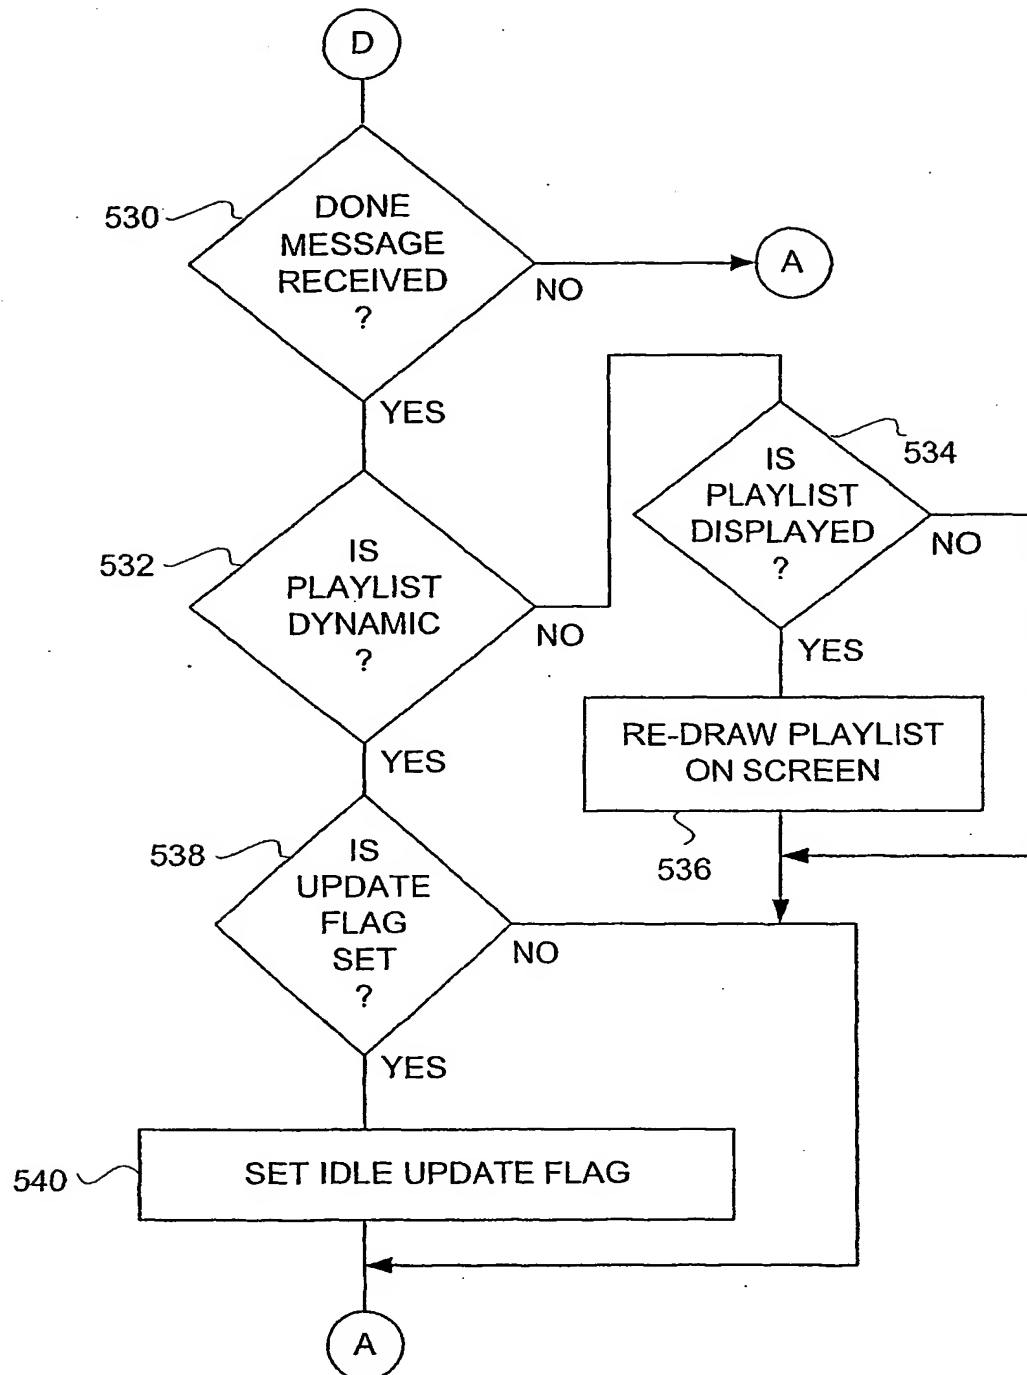 D
530
DONE
MESSAGE
RECEIVED
?
NO
A
YES
532
IS
PLAYLIST
DYNAMIC
?
NO
534
IS
PLAYLIST
DISPLAYED
?
NO
YES
RE-DRAW PLAYLIST
ON SCREEN
536
YES
538
IS
UPDATE
FLAG
SET
?
NO
YES
540
SET IDLE UPDATE FLAG
A